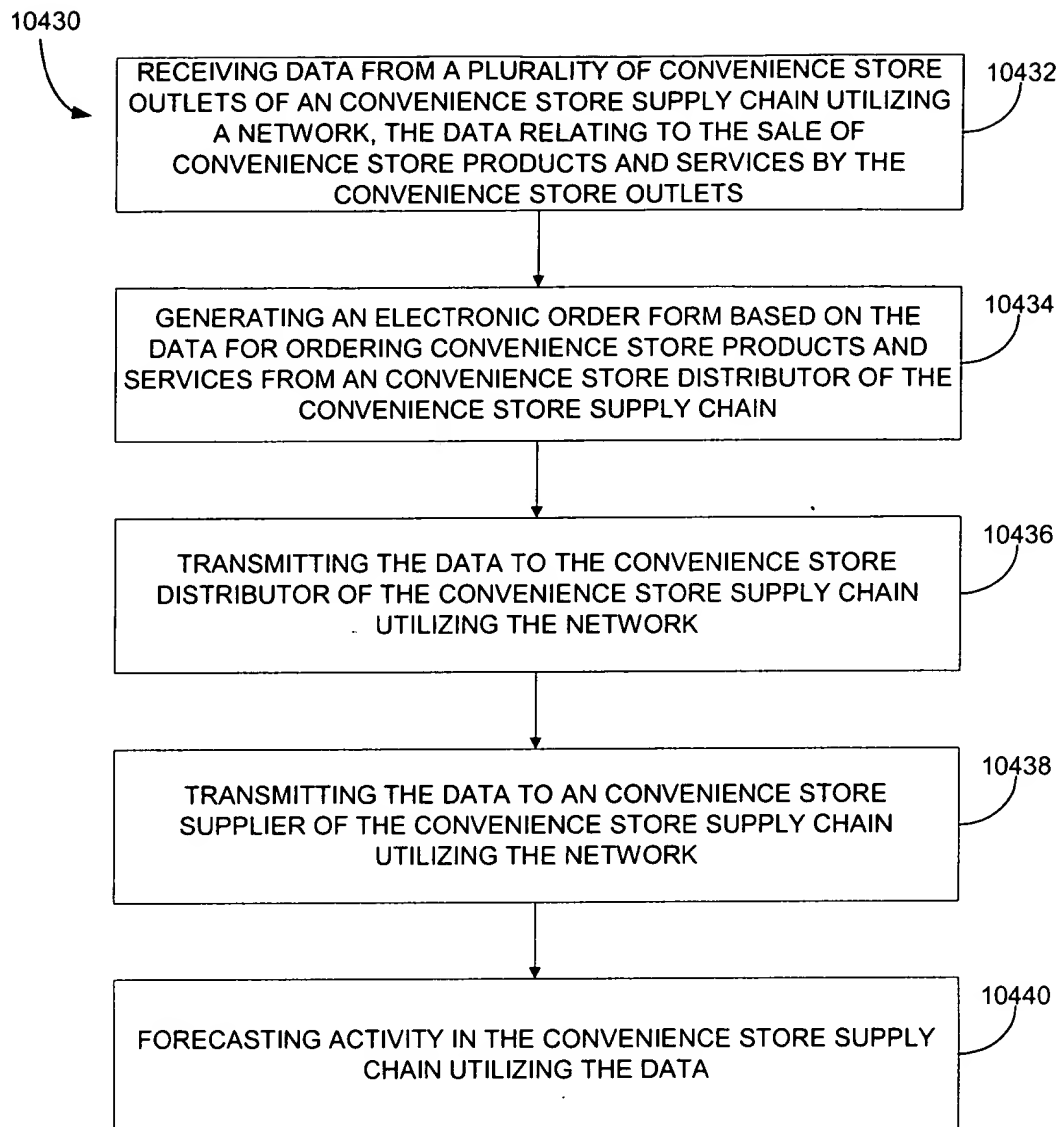 10430
RECEIVING DATA FROM A PLURALITY OF CONVENIENCE STORE
OUTLETS OF AN CONVENIENCE STORE SUPPLY CHAIN UTILIZING
A NETWORK, THE DATA RELATING TO THE SALE OF
CONVENIENCE STORE PRODUCTS AND SERVICES BY THE
CONVENIENCE STORE OUTLETS
10432
GENERATING AN ELECTRONIC ORDER FORM BASED ON THE
DATA FOR ORDERING CONVENIENCE STORE PRODUCTS AND
SERVICES FROM AN CONVENIENCE STORE DISTRIBUTOR OF THE
CONVENIENCE STORE SUPPLY CHAIN
10434
TRANSMITTING THE DATA TO THE CONVENIENCE STORE
DISTRIBUTOR OF THE CONVENIENCE STORE SUPPLY CHAIN
UTILIZING THE NETWORK
10436
TRANSMITTING THE DATA TO AN CONVENIENCE STORE
SUPPLIER OF THE CONVENIENCE STORE SUPPLY CHAIN
UTILIZING THE NETWORK
10438
FORECASTING ACTIVITY IN THE CONVENIENCE STORE SUPPLY
CHAIN UTILIZING THE DATA
10440